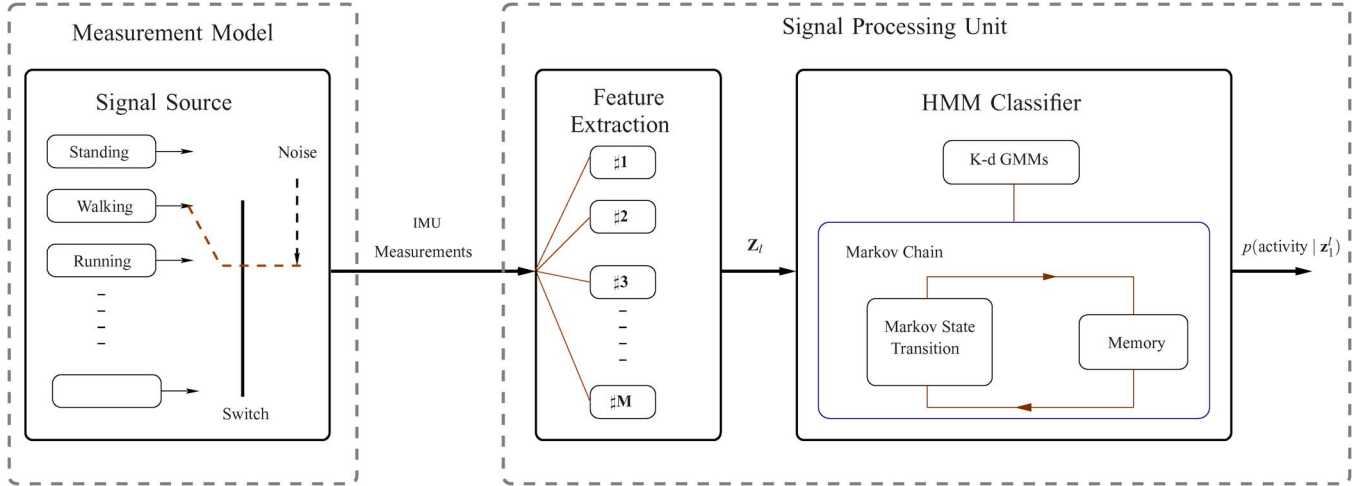 Measurement Model
Signal Source
Standing
Walking
Running
Noise
Switch
IMU
Measurements
Signal Processing Unit
Feature
Extraction
♯1
♯2
♯3
♯M
Z_l
HMM Classifier
K-d GMMs
Markov Chain
Markov State
Transition
Memory
p(activity | z_1^l)